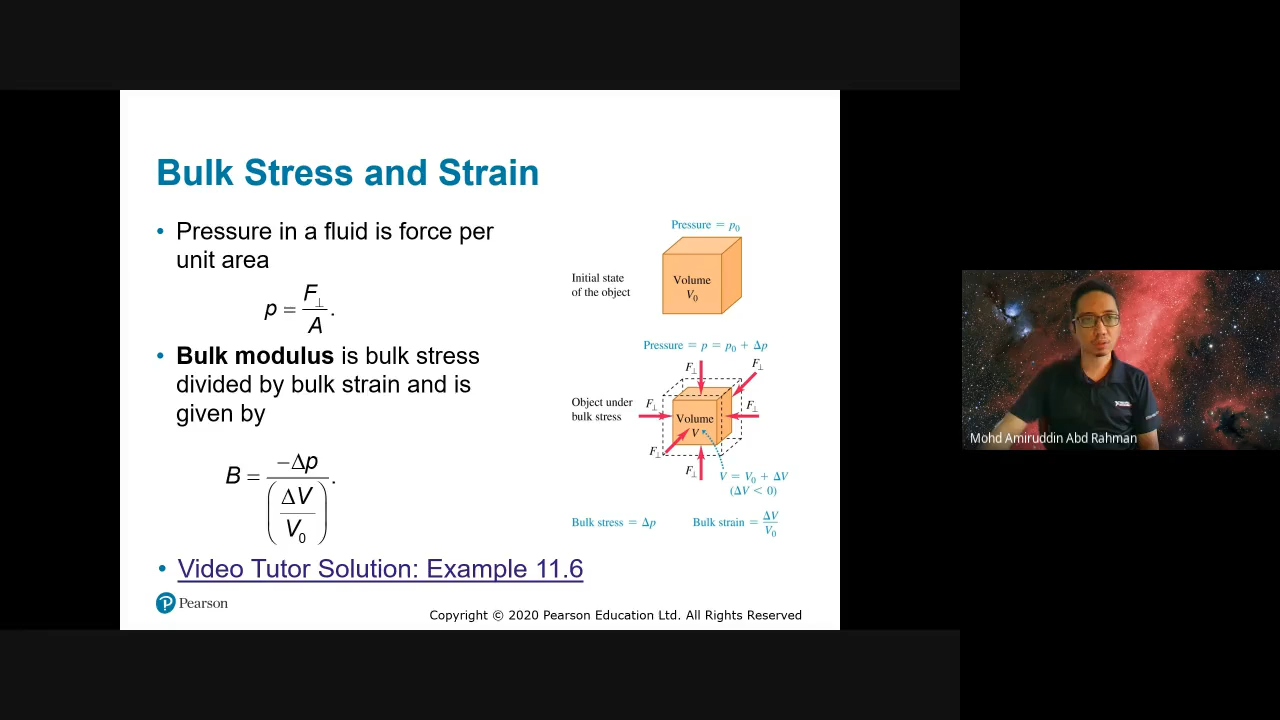 Bulk Stress and Strain
• Pressure in a fluid is force per
unit area
p = F⊥ / A.
• Bulk modulus is bulk stress
divided by bulk strain and is
given by
B = −Δp / (ΔV / V₀).
• Video Tutor Solution: Example 11.6
P Pearson
Copyright © 2020 Pearson Education Ltd. All Rights Reserved
Pressure = p₀
Initial state
of the object
Volume
V₀
Pressure = p = p₀ + Δp
Object under
bulk stress
F⊥
F⊥
F⊥
F⊥
F⊥
F⊥
Volume
V
V = V₀ + ΔV
(ΔV < 0)
Bulk stress = Δp
Bulk strain = ΔV / V₀
Mohd Amiruddin Abd Rahman